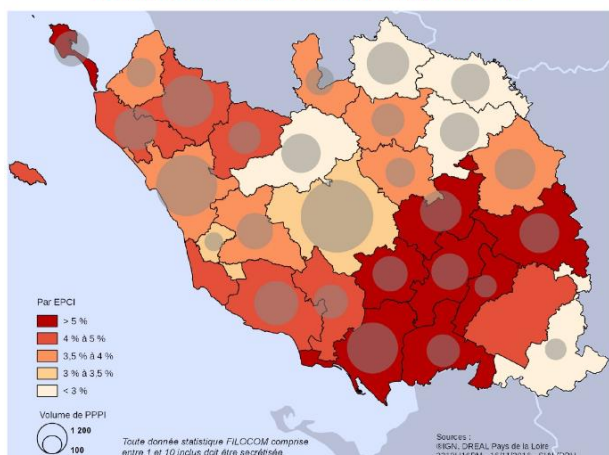 Par EPCI
> 5 %
4 % à 5 %
3,5 % à 4 %
3 % à 3,5 %
< 3 %
Volume de PPPI
1 200
100
Toute donnée statistique FILOCOM comprise
entre 1 et 10 inclus doit être secrétisée
Sources :
®IGN, DREAL Pays de la Loire